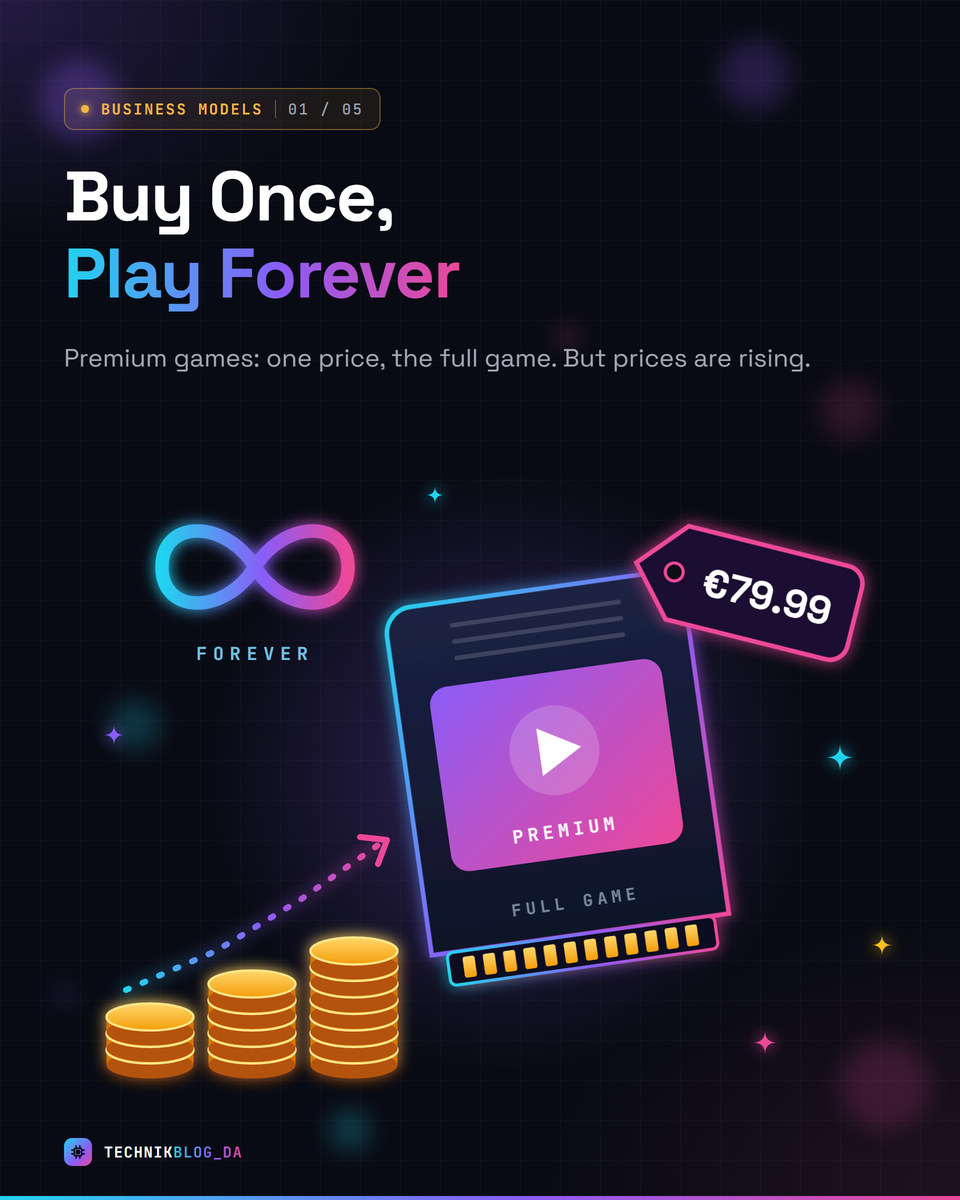 BUSINESS MODELS | 01 / 05
Buy Once,
Play Forever
Premium games: one price, the full game. But prices are rising.
€79.99
FOREVER
PREMIUM
FULL GAME
TECHNIKBLOG_DA